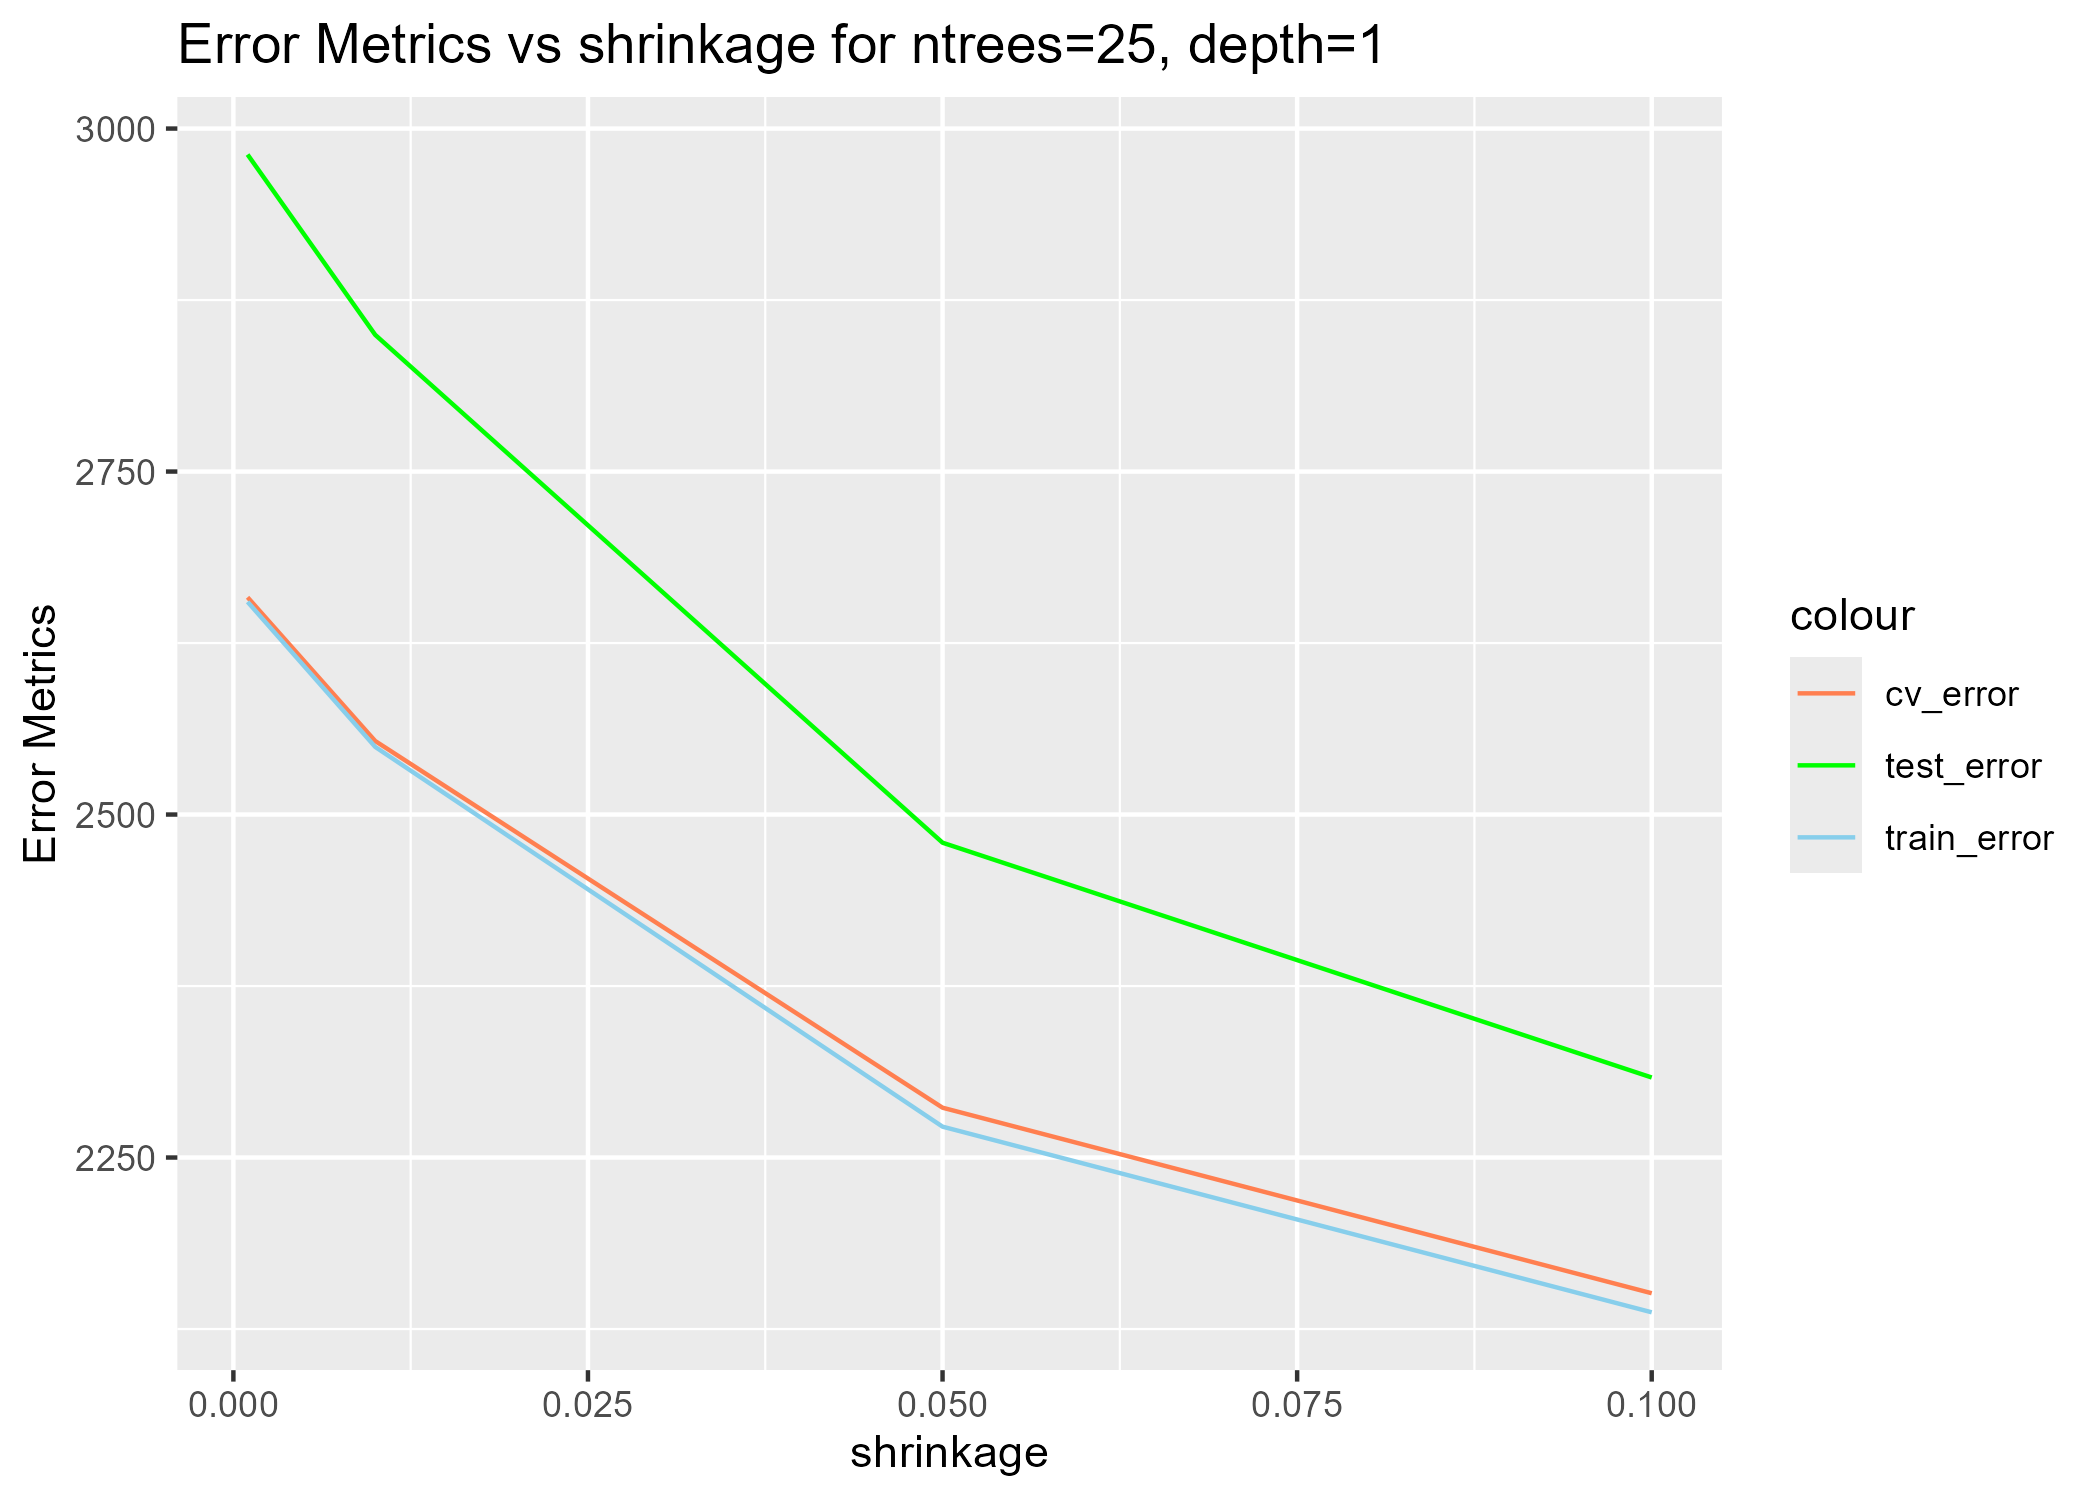 Error Metrics vs shrinkage for ntrees=25, depth=1
3000
2750
2500
2250
Error Metrics
0.000
0.025
0.050
0.075
0.100
shrinkage
colour
cv_error
test_error
train_error